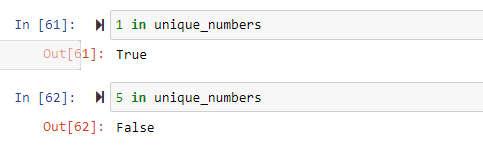 In [61]: 1 in unique_numbers
Out[61]: True
In [62]: 5 in unique_numbers
Out[62]: False